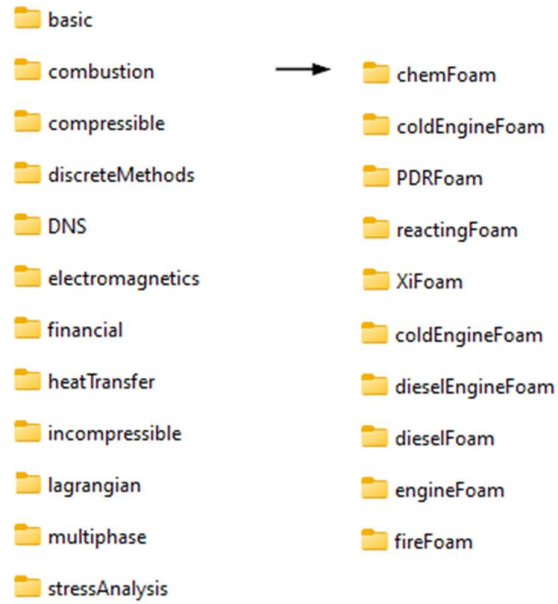 basic
combustion
compressible
discreteMethods
DNS
electromagnetics
financial
heatTransfer
incompressible
lagrangian
multiphase
stressAnalysis
chemFoam
coldEngineFoam
PDRFoam
reactingFoam
XiFoam
coldEngineFoam
dieselEngineFoam
dieselFoam
engineFoam
fireFoam